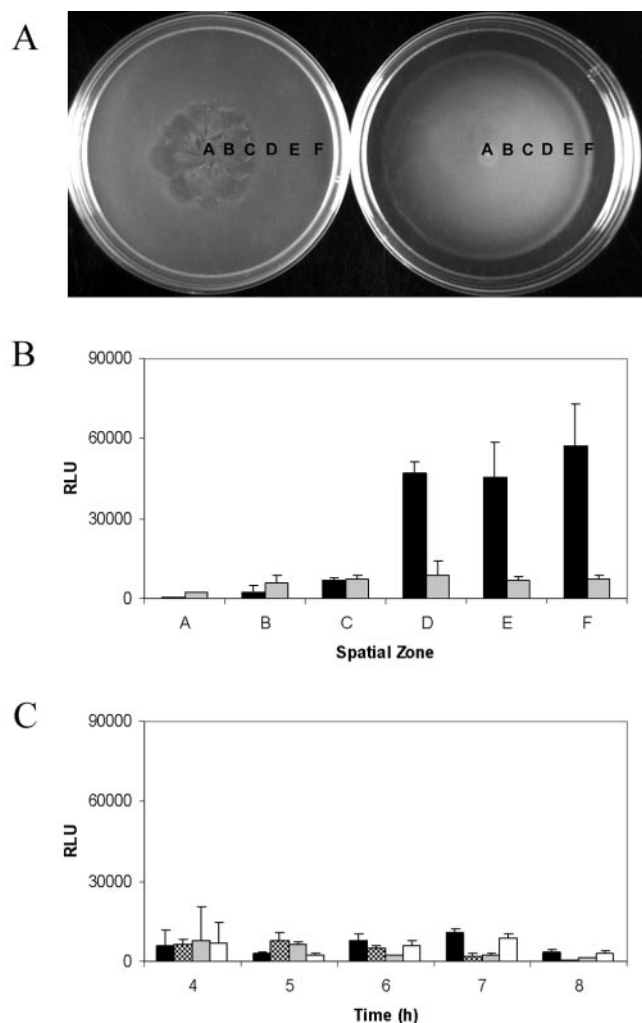 A
A B C D E F
A B C D E F
B
90000
60000
30000
0
RLU
A B C D E F
Spatial Zone
C
90000
60000
30000
0
RLU
4 5 6 7 8
Time (h)